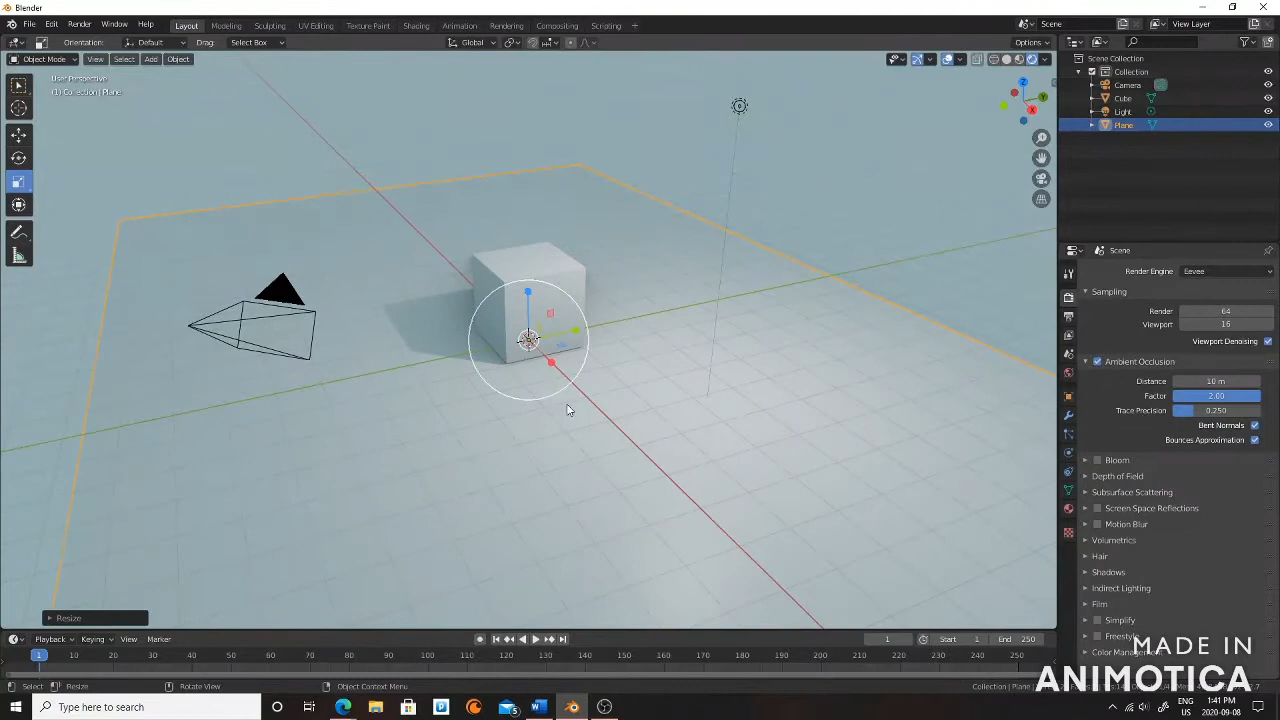 Blender
File Edit Render Window Help
Layout Modeling Sculpting UV Editing Texture Paint Shading Animation Rendering Compositing Scripting +
Scene
View Layer
Orientation: Default Drag: Select Box
Global
Options
Object Mode View Select Add Object
User Perspective
(1) Collection | Plane
Z
Y
X
Scene Collection
Collection
Camera
Cube
Light
Plane
Scene
Render Engine Eevee
Sampling
Render 64
Viewport 16
Viewport Denoising
Ambient Occlusion
Distance 10 m
Factor 2.00
Trace Precision 0.250
Bent Normals
Bounces Approximation
Bloom
Depth of Field
Subsurface Scattering
Screen Space Reflections
Motion Blur
Volumetrics
Hair
Shadows
Indirect Lighting
Film
Simplify
Freestyle
Color Management
Resize
Playback Keying View Marker
1 Start 1 End 250
1 10 20 30 40 50 60 70 80 90 100 110 120 130 140 150 160 170 180 190 200 210 220 230 240 250
Select Resize Rotate View Object Context Menu
Collection | Plane
MADE IN
ANIMOTICA
Type here to search
5
ENG
US
1:41 PM
2020-09-08